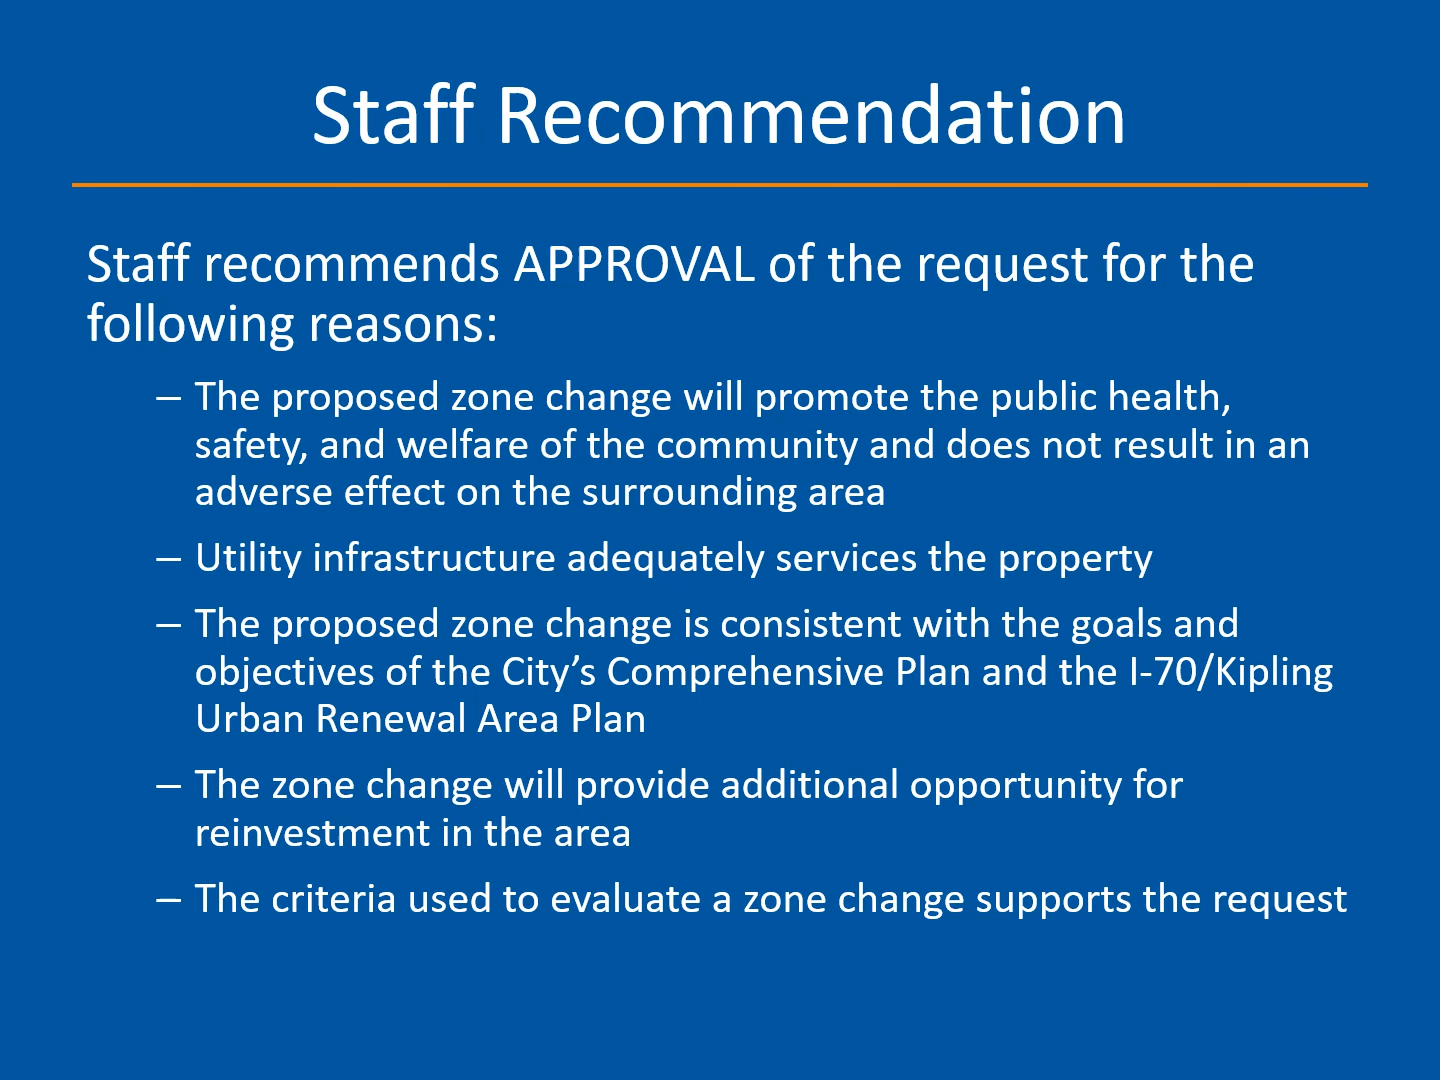 Staff Recommendation
Staff recommends APPROVAL of the request for the
following reasons:
– The proposed zone change will promote the public health,
safety, and welfare of the community and does not result in an
adverse effect on the surrounding area
– Utility infrastructure adequately services the property
– The proposed zone change is consistent with the goals and
objectives of the City’s Comprehensive Plan and the I-70/Kipling
Urban Renewal Area Plan
– The zone change will provide additional opportunity for
reinvestment in the area
– The criteria used to evaluate a zone change supports the request